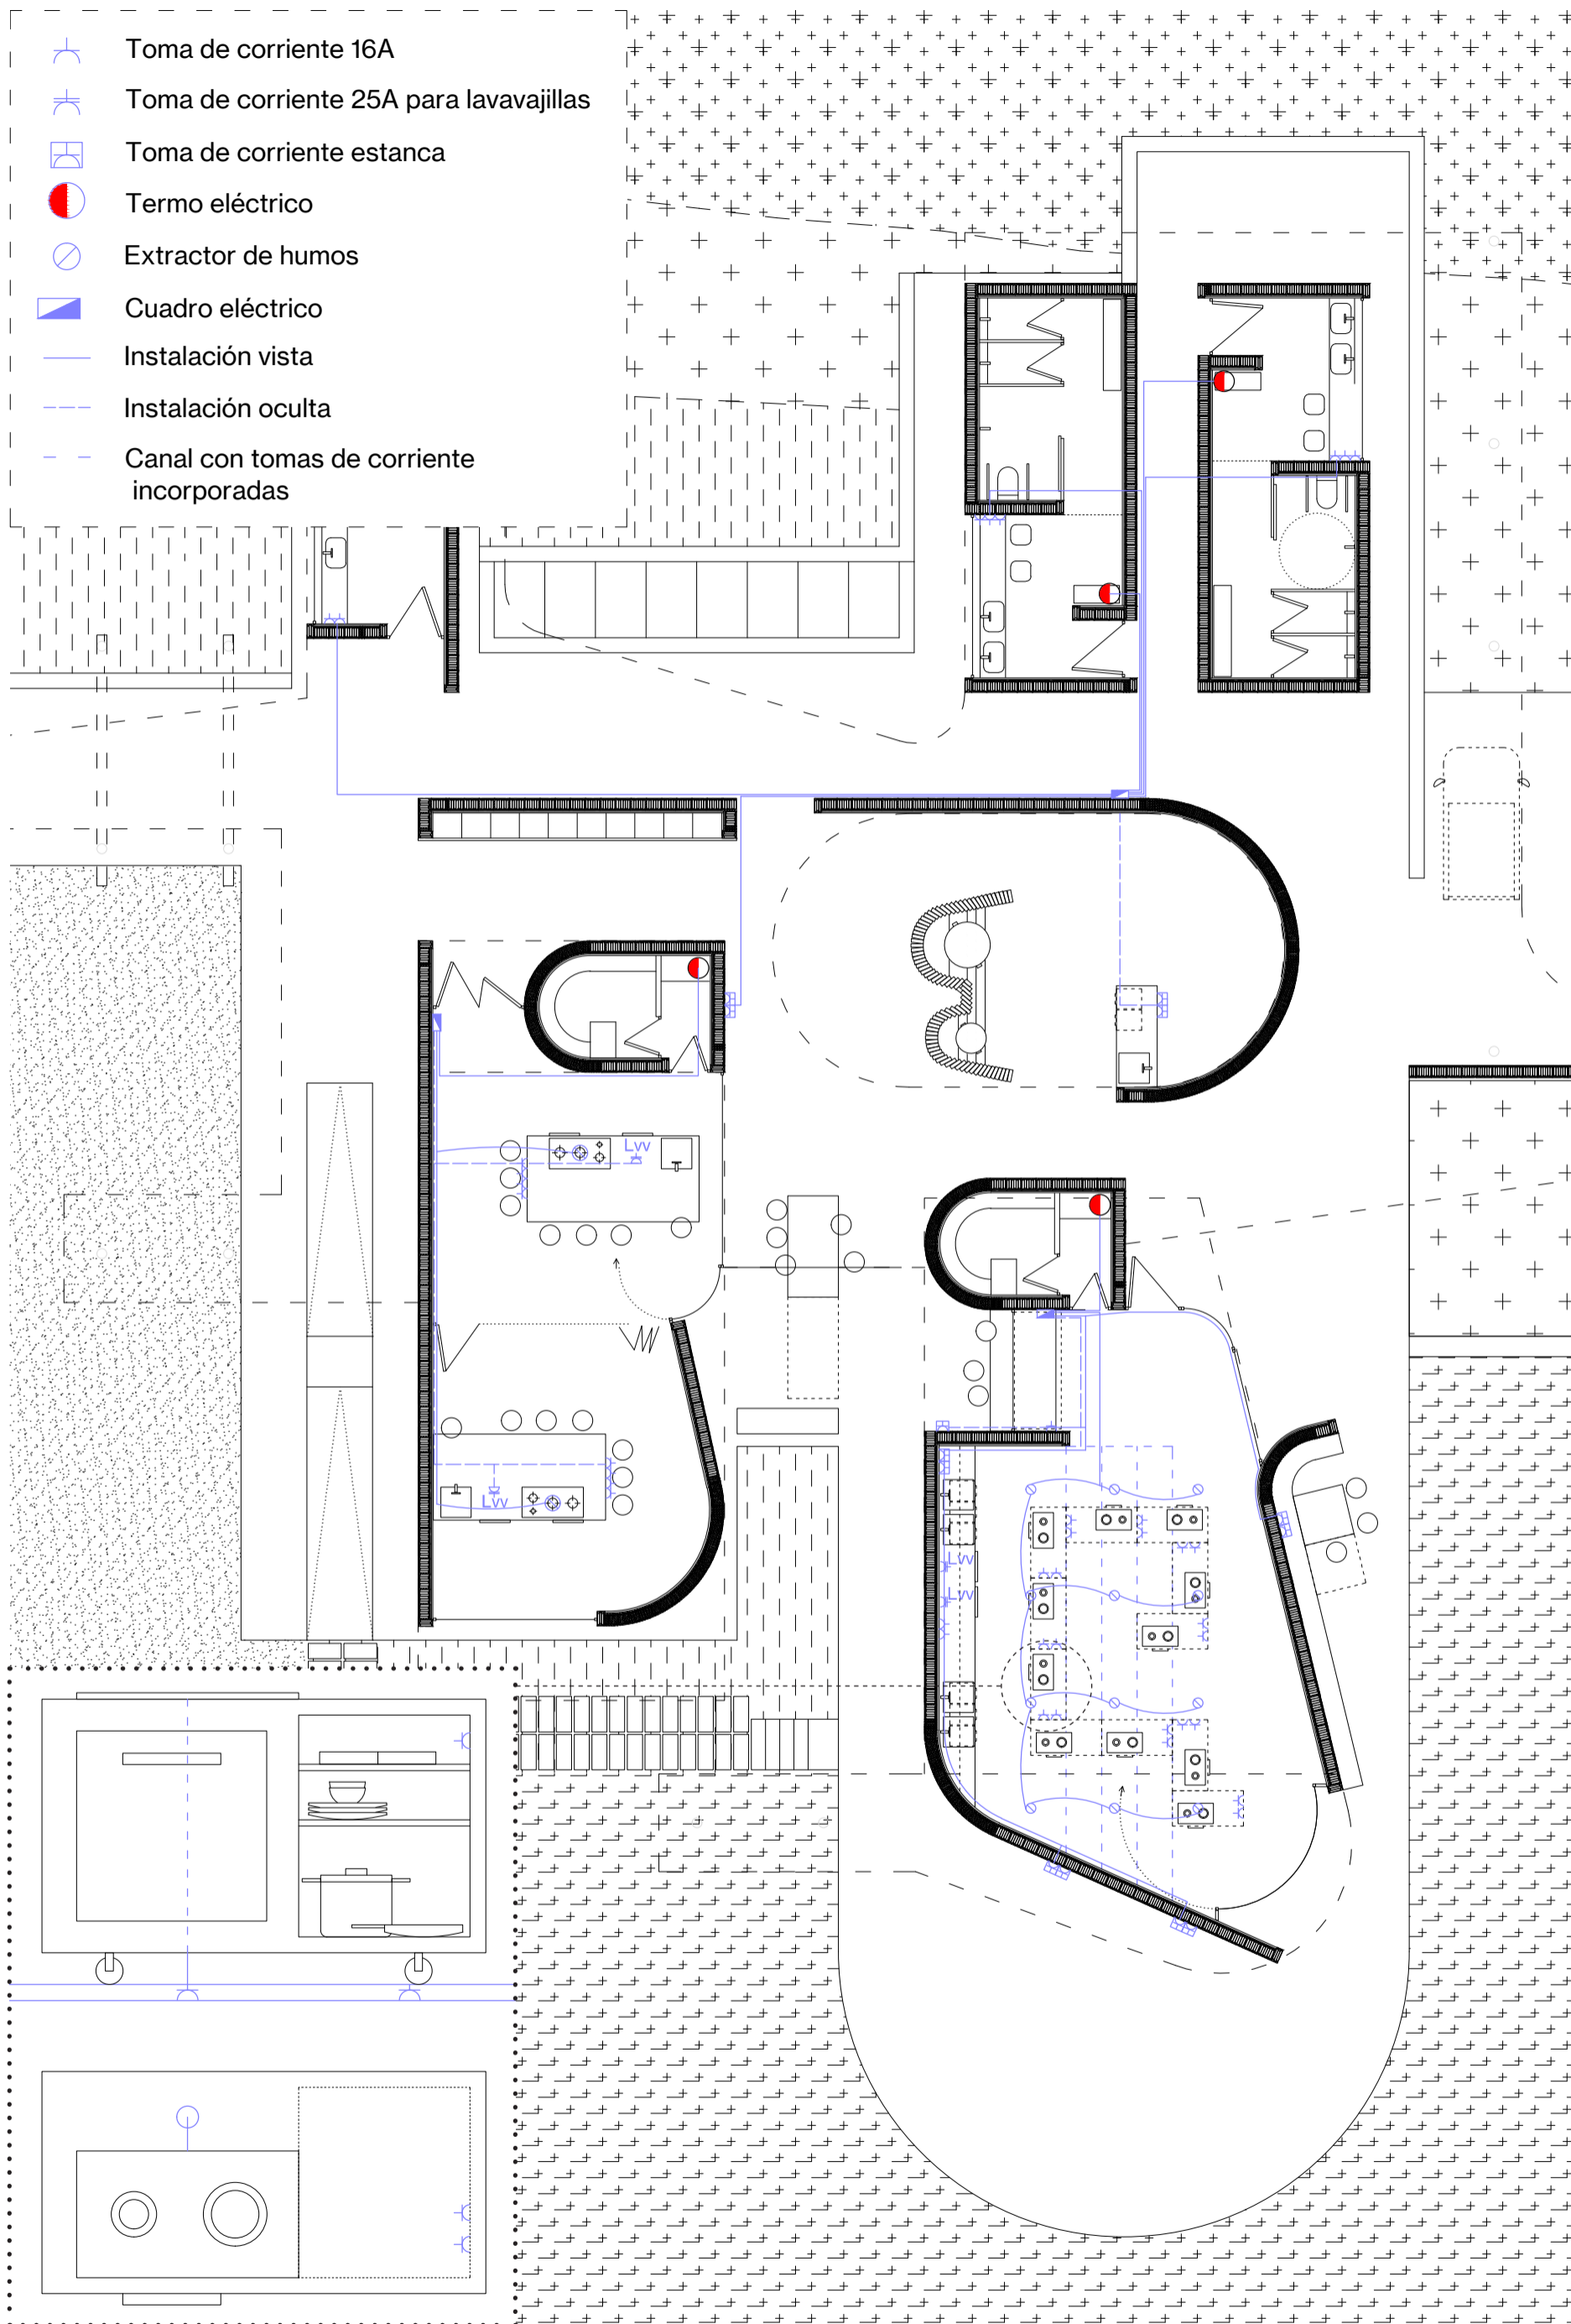 Toma de corriente 16A
Toma de corriente 25A para lavavajillas
Toma de corriente estanca
Termo eléctrico
Extractor de humos
Cuadro eléctrico
Instalación vista
Instalación oculta
Canal con tomas de corriente
incorporadas
Lvv
Lvv
Lvv
Lvv